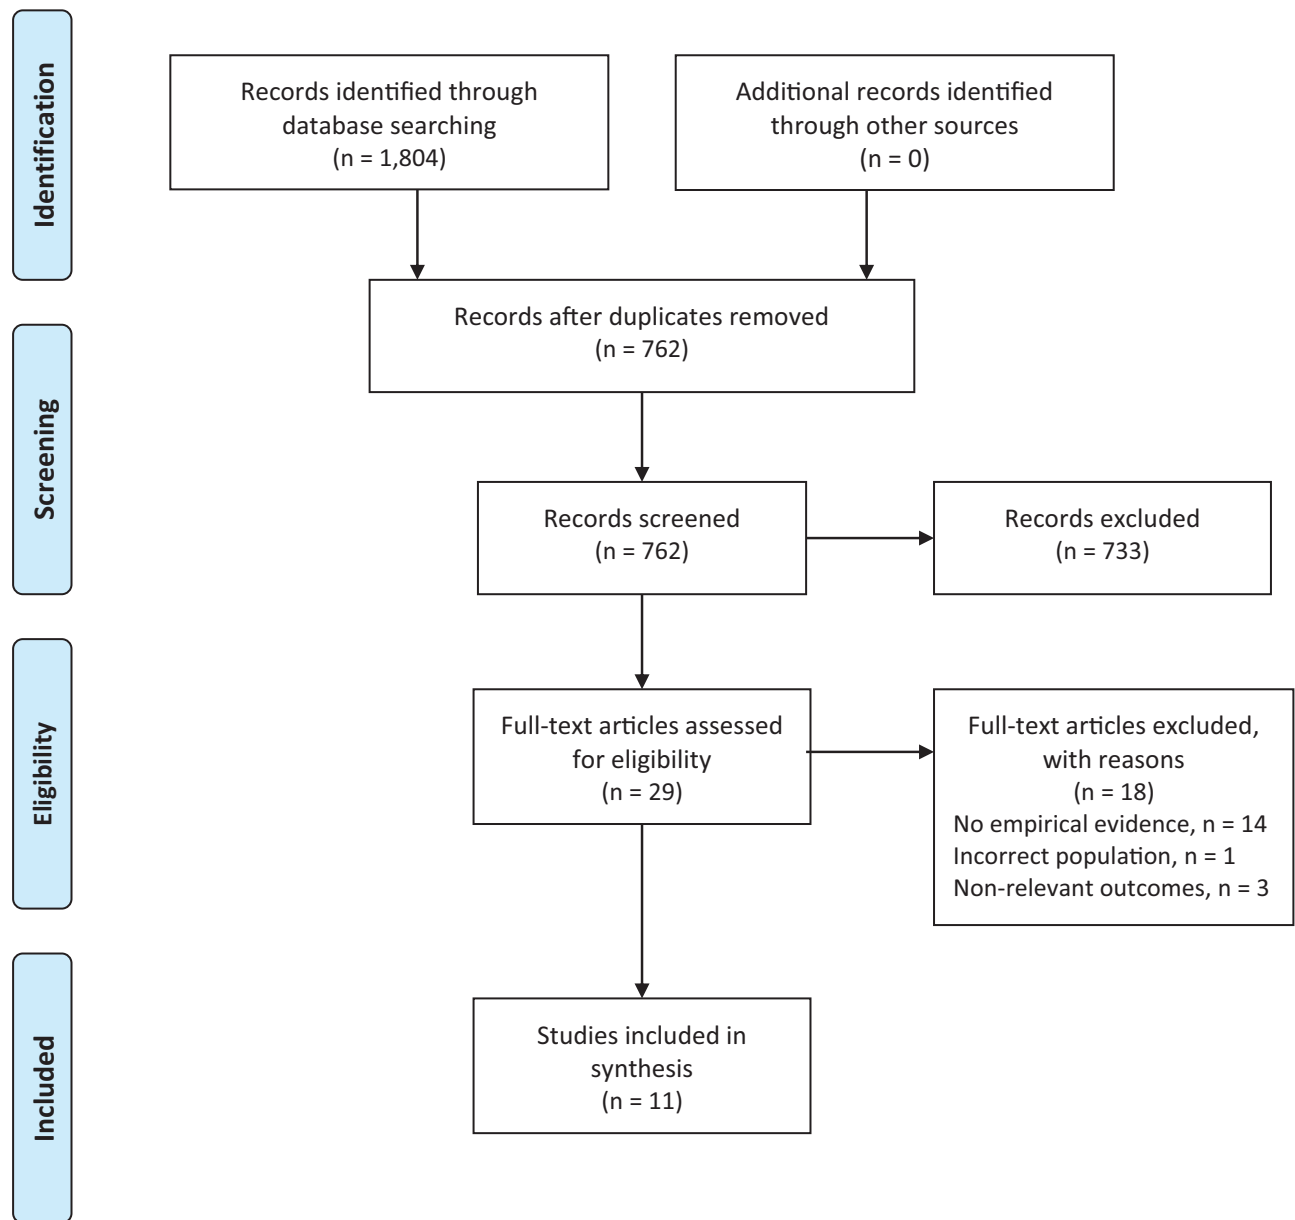 Identification
Records identified through
database searching
(n = 1,804)
Additional records identified
through other sources
(n = 0)
Records after duplicates removed
(n = 762)
Screening
Records screened
(n = 762)
Records excluded
(n = 733)
Eligibility
Full-text articles assessed
for eligibility
(n = 29)
Full-text articles excluded,
with reasons
(n = 18)
No empirical evidence, n = 14
Incorrect population, n = 1
Non-relevant outcomes, n = 3
Included
Studies included in
synthesis
(n = 11)